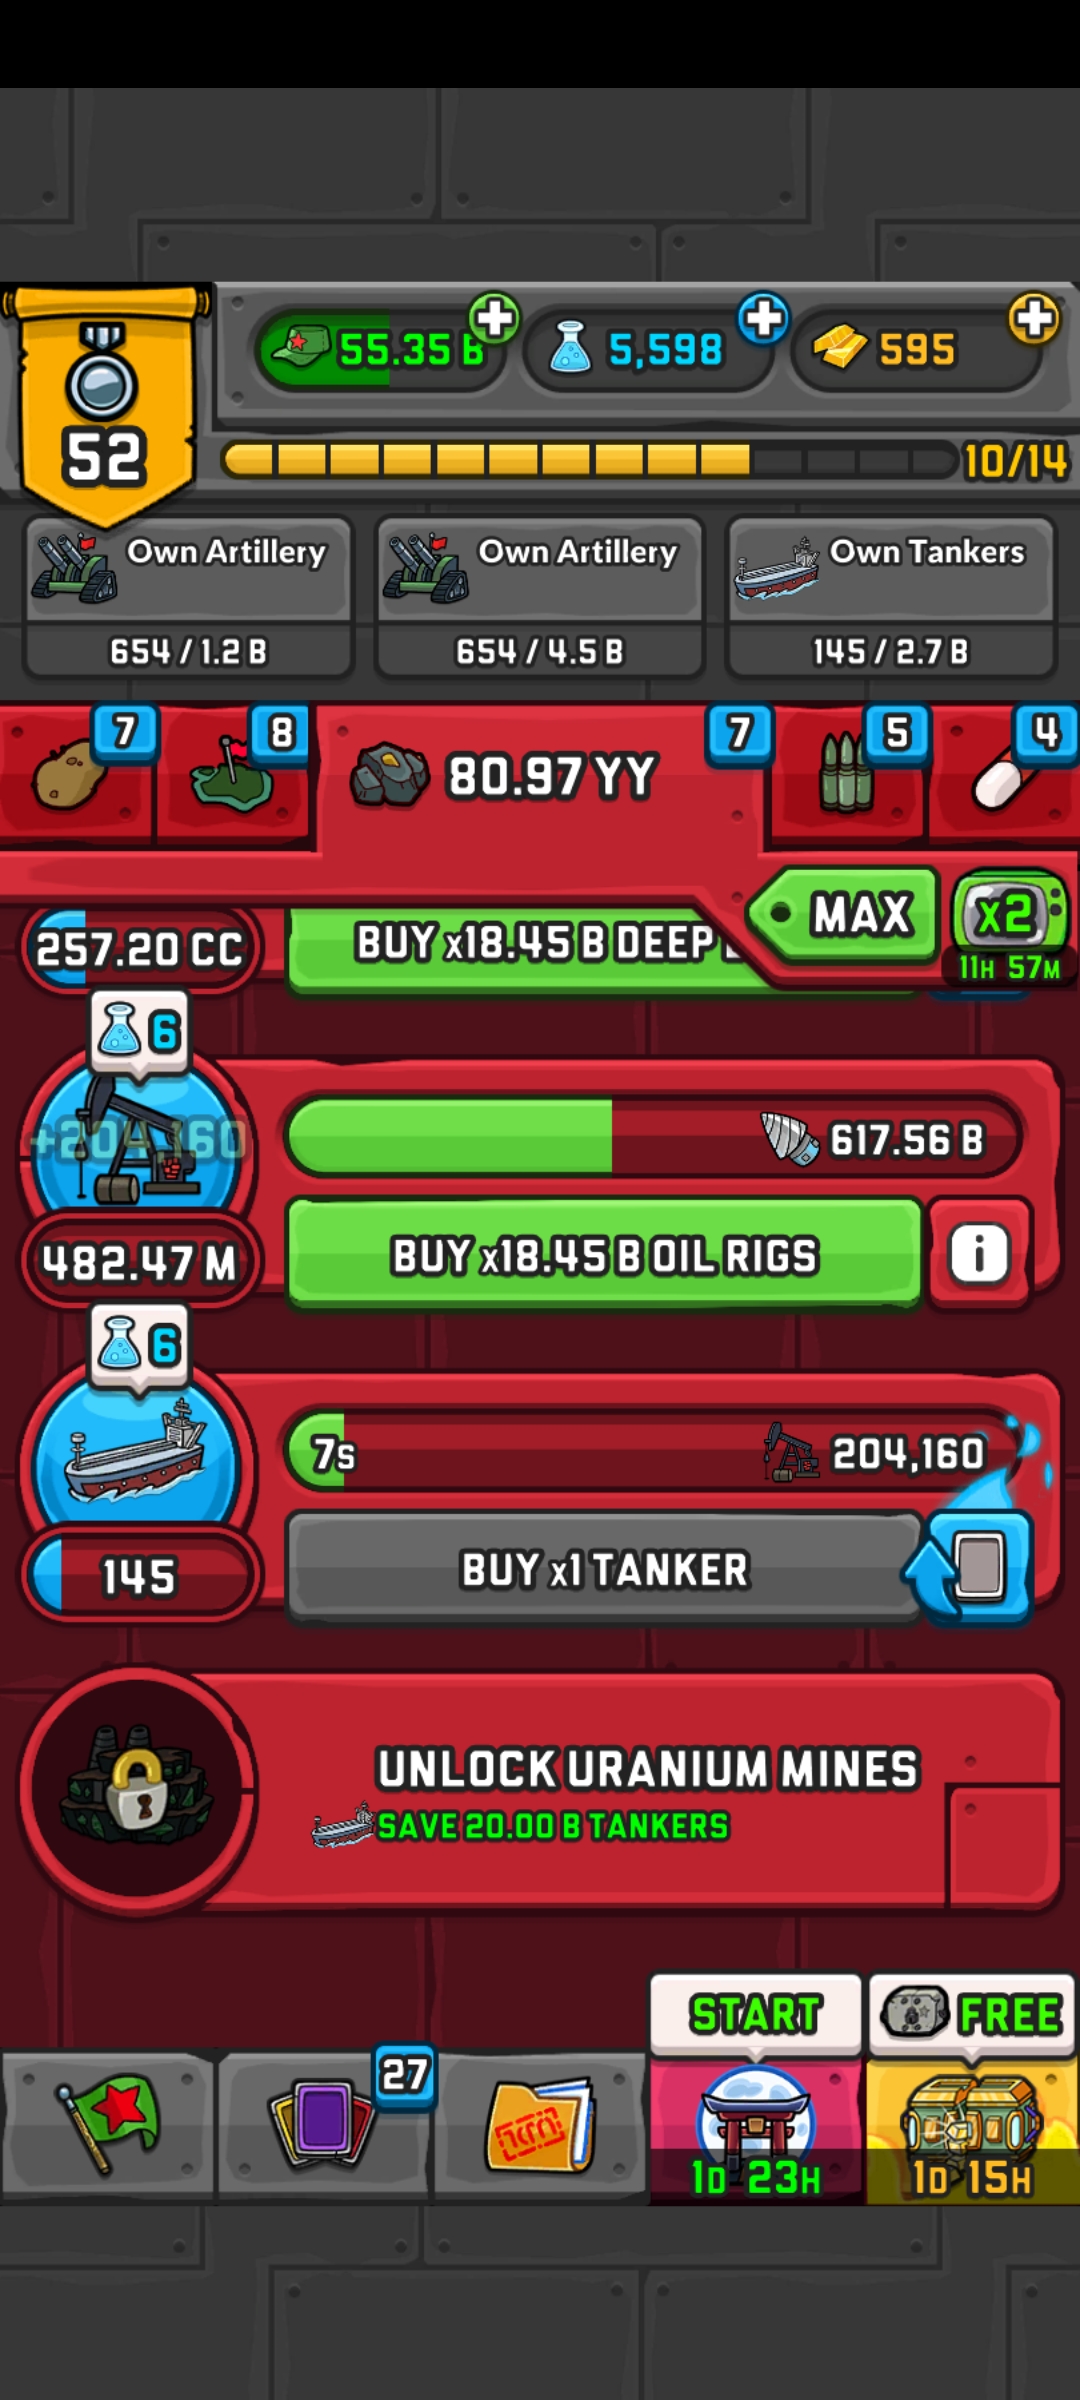 55.35 B
5,598
595
52
10/14
Own Artillery
654 / 1.2 B
Own Artillery
654 / 4.5 B
Own Tankers
145 / 2.7 B
7
8
80.97 YY
7
5
4
MAX
x2
11H 57M
257.20 CC
BUY x18.45 B DEEP
6
+204,160
617.56 B
482.47 M
BUY x18.45 B OIL RIGS
i
6
7s
204,160
145
BUY x1 TANKER
UNLOCK URANIUM MINES
SAVE 20.00 B TANKERS
START
FREE
27
1D 23H
1D 15H